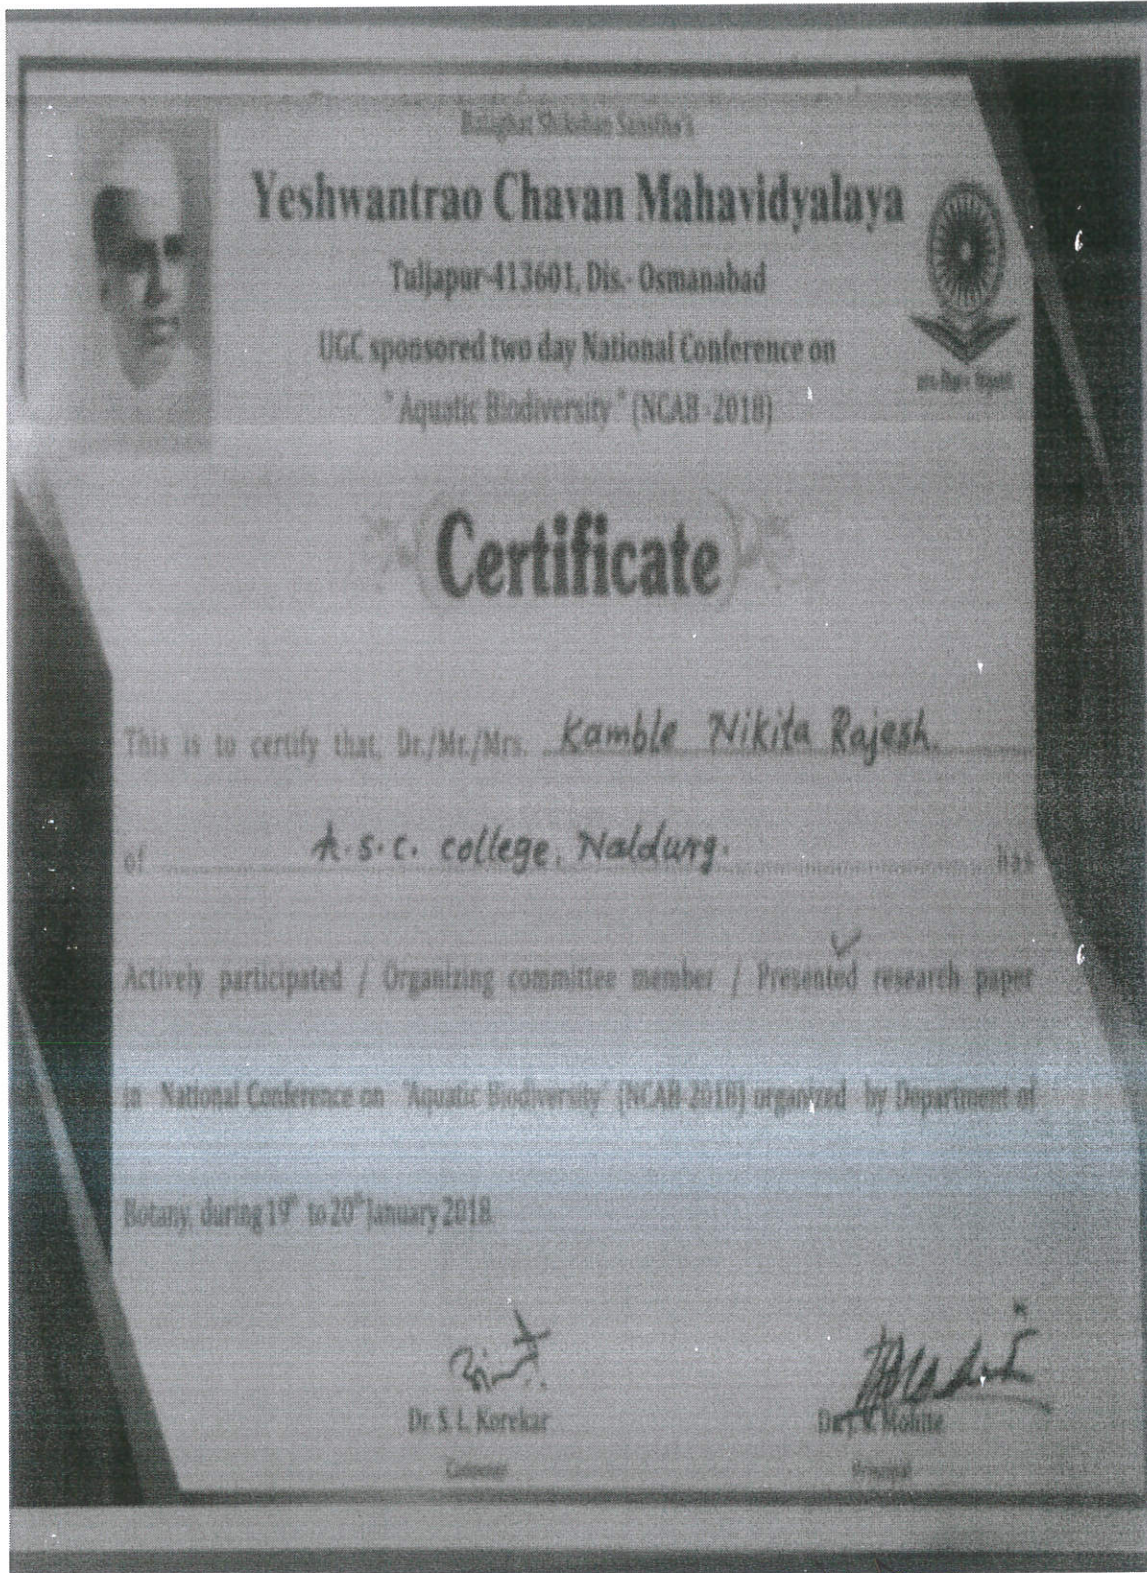 Balaghat Shikshan Sanstha's
Yeshwantrao Chavan Mahavidyalaya
Tuljapur-413601, Dis.- Osmanabad
UGC sponsored two day National Conference on
" Aquatic Biodiversity " (NCAB -2018)
Certificate
This is to certify that, Dr./Mr./Mrs. Kamble Nikita Rajesh.
of A.S.C. College, Naldurg. has
Actively participated / Organizing committee member / Presented research paper
in National Conference on "Aquatic Biodiversity" (NCAB-2018) organized by Department of
Botany, during 19th to 20th January 2018.
Dr. S. L. Korekar Dr. J. S. Mohite
Convener Principal